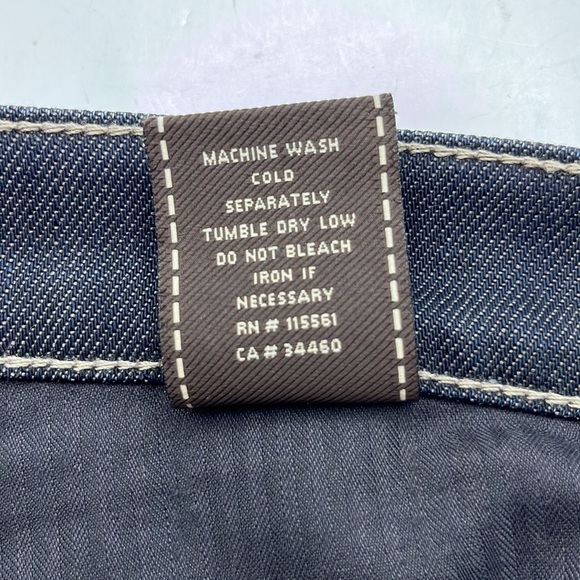 MACHINE WASH
COLD
SEPARATELY
TUMBLE DRY LOW
DO NOT BLEACH
IRON IF
NECESSARY
RN # 115561
CA # 34460